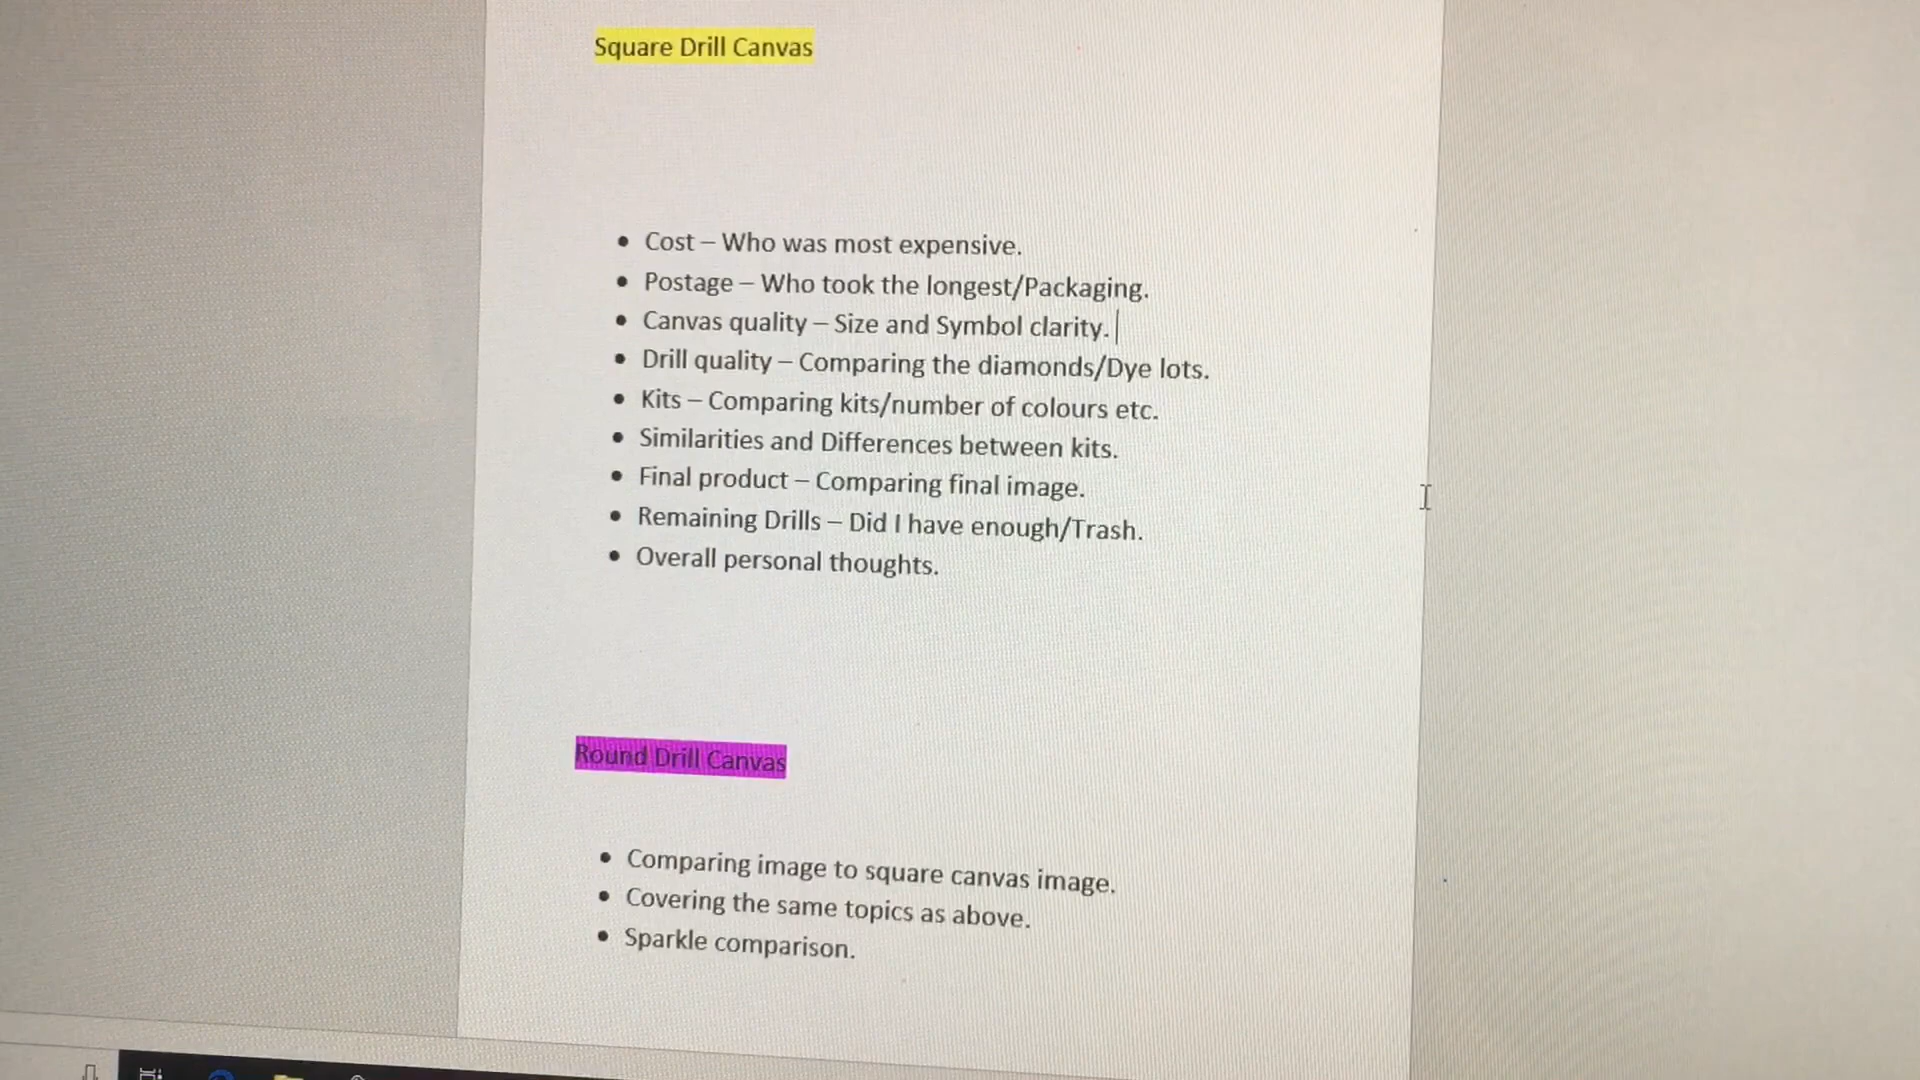 Square Drill Canvas
• Cost – Who was most expensive.
• Postage – Who took the longest/Packaging.
• Canvas quality – Size and Symbol clarity.
• Drill quality – Comparing the diamonds/Dye lots.
• Kits – Comparing kits/number of colours etc.
• Similarities and Differences between kits.
• Final product – Comparing final image.
• Remaining Drills – Did I have enough/Trash.
• Overall personal thoughts.
Round Drill Canvas
• Comparing image to square canvas image.
• Covering the same topics as above.
• Sparkle comparison.